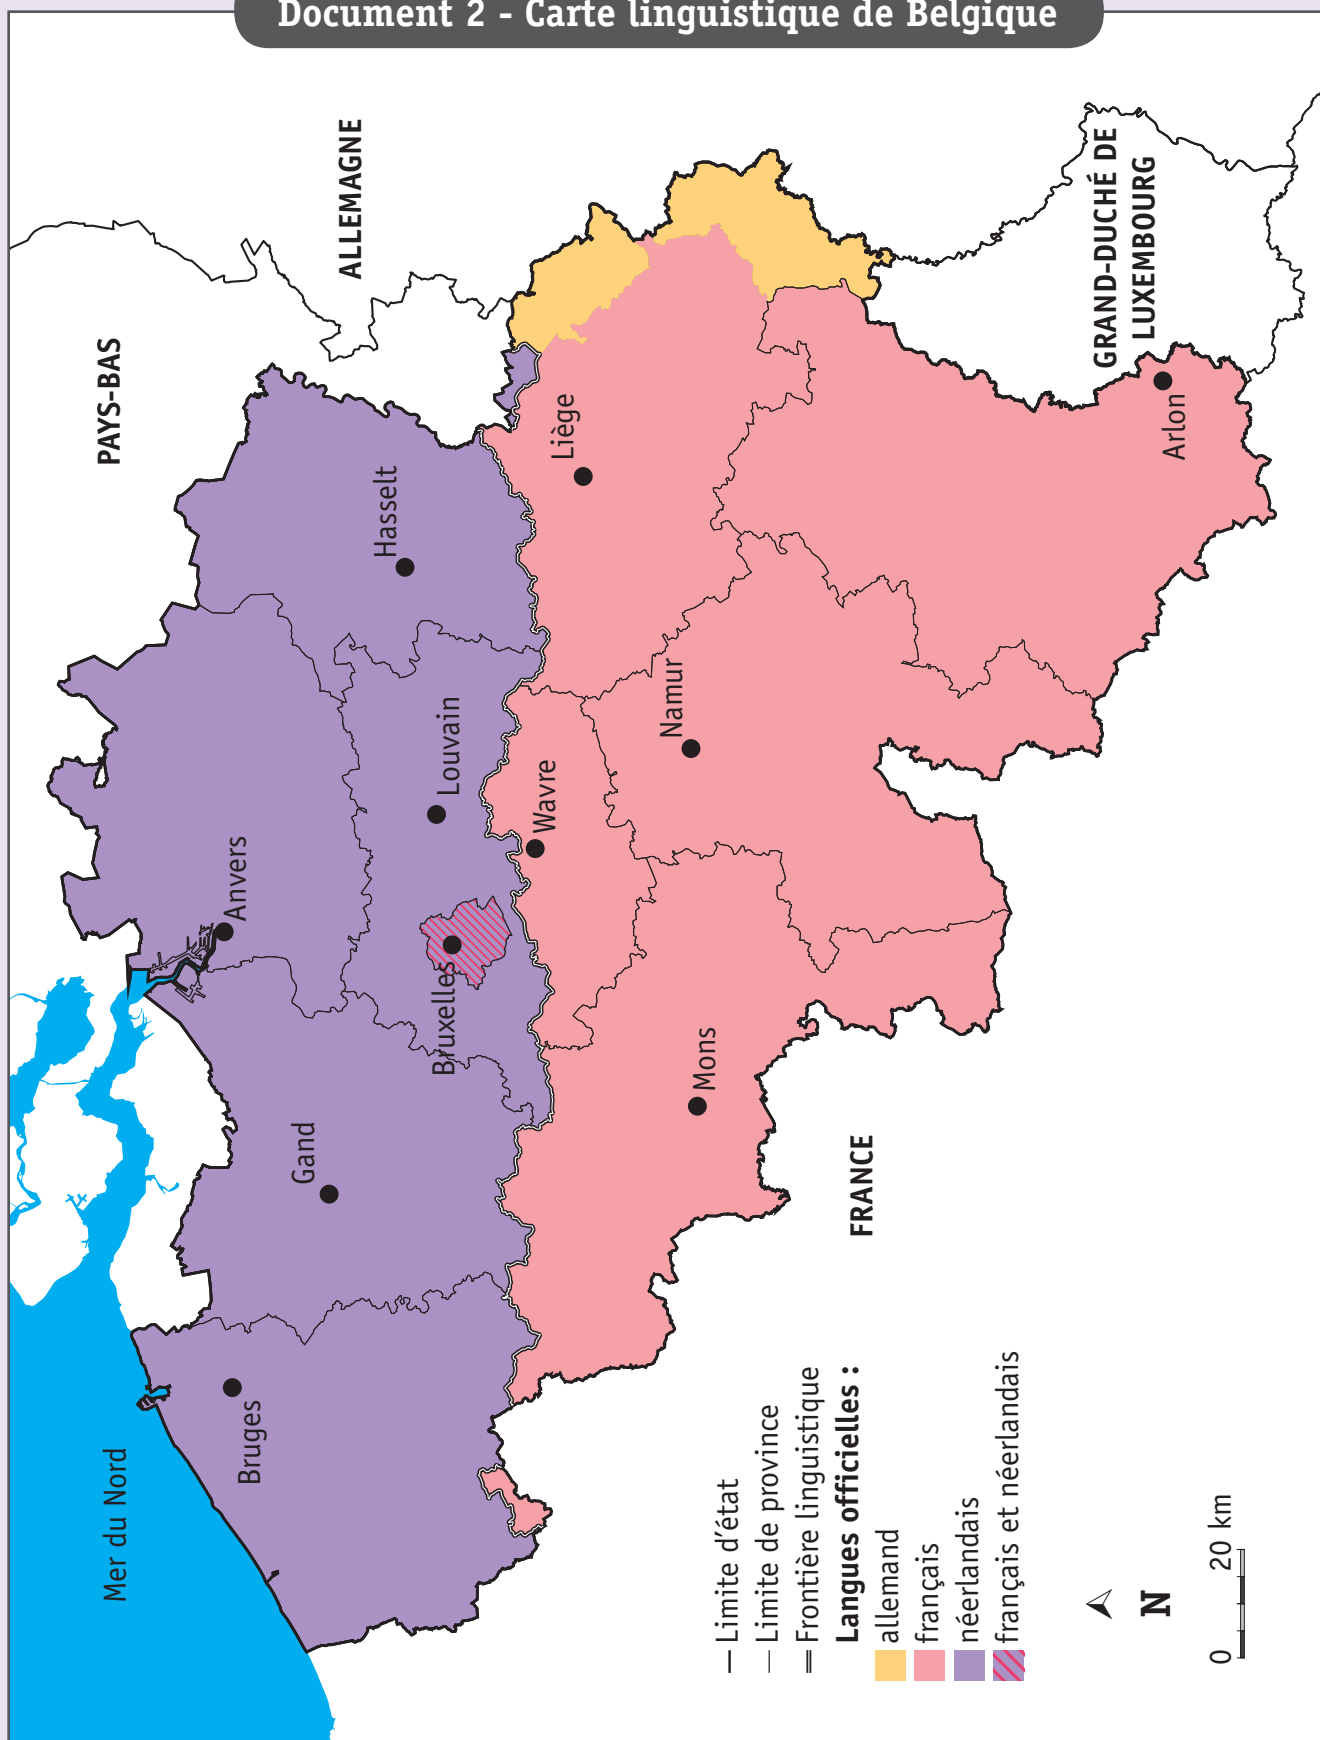 Document 2 - Carte linguistique de Belgique
Mer du Nord
PAYS-BAS
ALLEMAGNE
GRAND-DUCHÉ DE
LUXEMBOURG
FRANCE
Bruges
Gand
Anvers
Bruxelles
Louvain
Hasselt
Wavre
Liège
Namur
Mons
Arlon
Limite d'état
Limite de province
Frontière linguistique
Langues officielles :
allemand
français
néerlandais
français et néerlandais
N
0 20 km